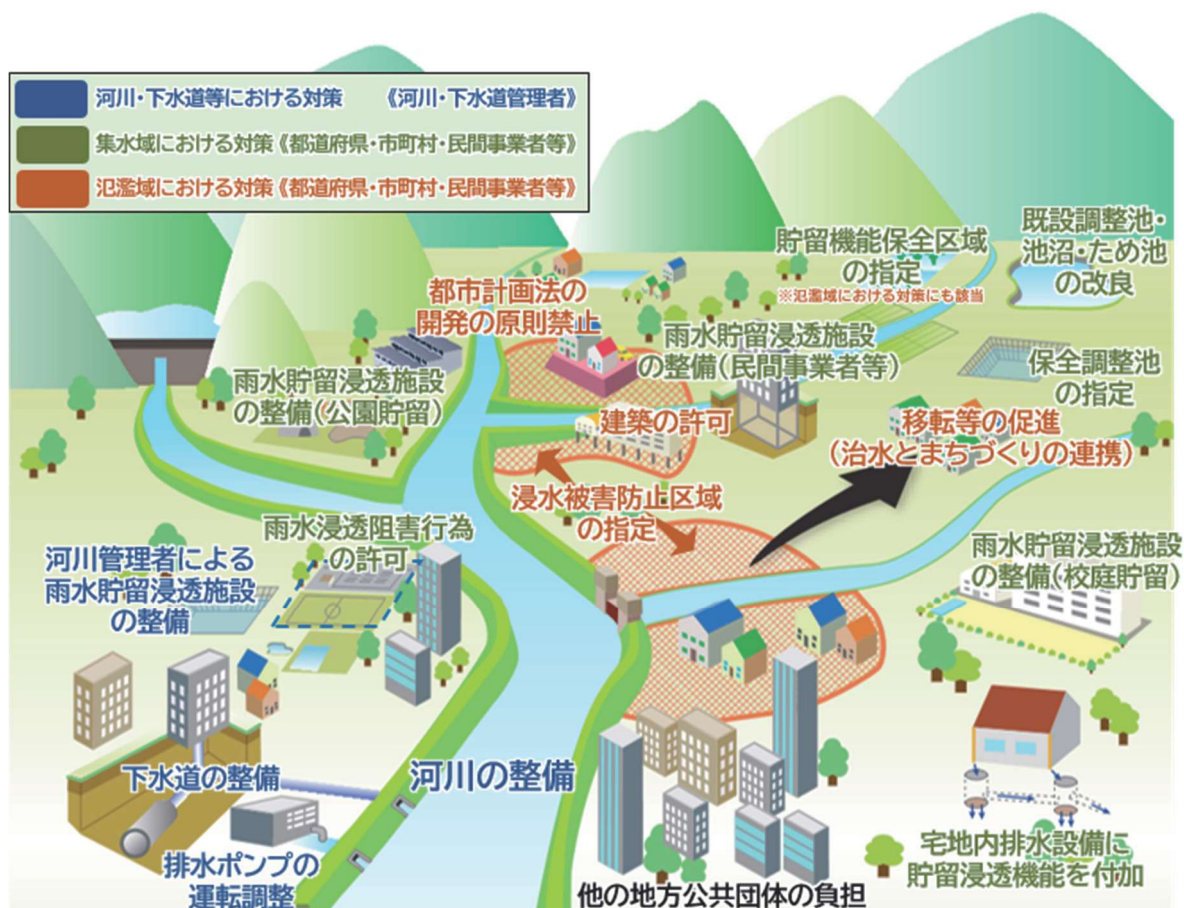 河川・下水道等における対策　《河川・下水道管理者》
集水域における対策《都道府県・市町村・民間事業者等》
氾濫域における対策《都道府県・市町村・民間事業者等》
貯留機能保全区域
の指定
※氾濫域における対策にも該当
既設調整池・
池沼・ため池
の改良
都市計画法の
開発の原則禁止
雨水貯留浸透施設
の整備(民間事業者等)
保全調整池
の指定
雨水貯留浸透施設
の整備(公園貯留)
建築の許可
移転等の促進
(治水とまちづくりの連携)
浸水被害防止区域
の指定
雨水浸透阻害行為
の許可
河川管理者による
雨水貯留浸透施設
の整備
雨水貯留浸透施設
の整備(校庭貯留)
下水道の整備
河川の整備
排水ポンプの
運転調整
宅地内排水設備に
貯留浸透機能を付加
他の地方公共団体の負担